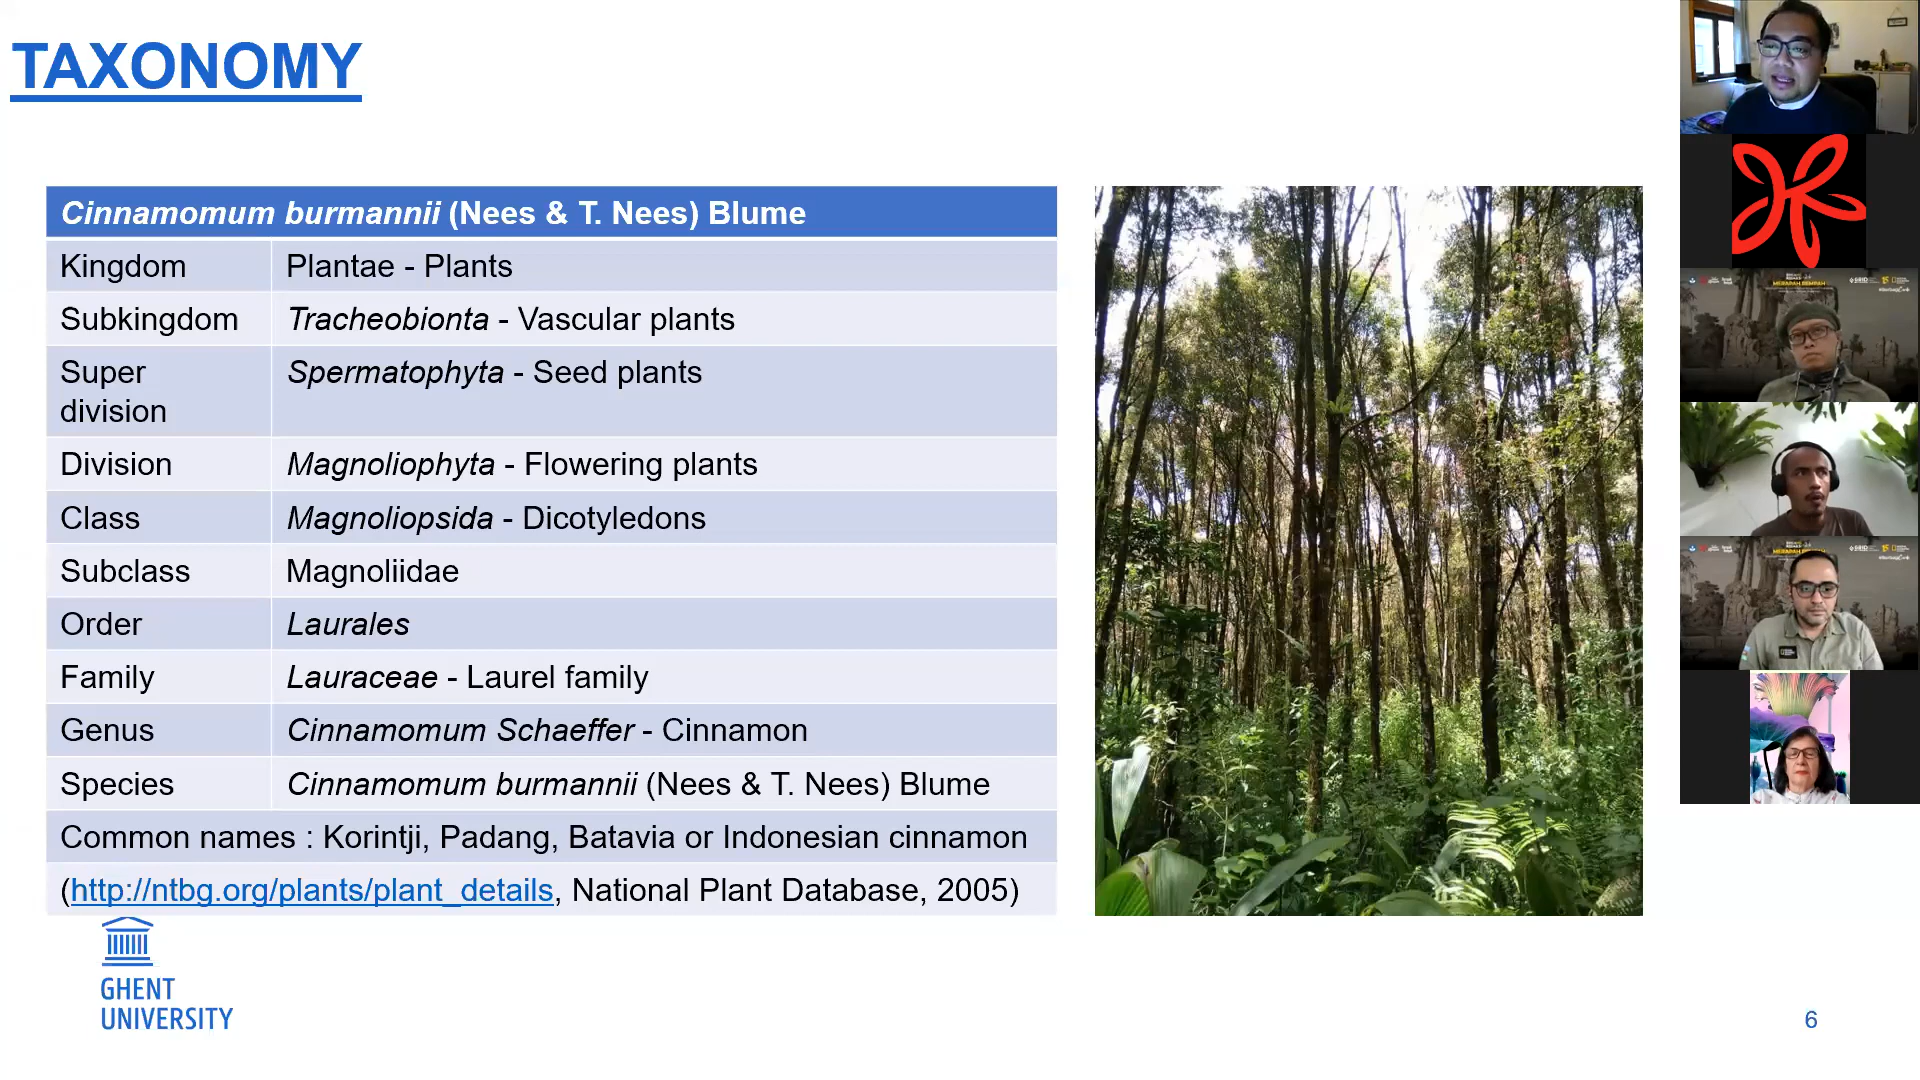 TAXONOMY
Cinnamomum burmannii (Nees & T. Nees) Blume
Kingdom Plantae - Plants
Subkingdom Tracheobionta - Vascular plants
Super division Spermatophyta - Seed plants
Division Magnoliophyta - Flowering plants
Class Magnoliopsida - Dicotyledons
Subclass Magnoliidae
Order Laurales
Family Lauraceae - Laurel family
Genus Cinnamomum Schaeffer - Cinnamon
Species Cinnamomum burmannii (Nees & T. Nees) Blume
Common names : Korintji, Padang, Batavia or Indonesian cinnamon
(http://ntbg.org/plants/plant_details, National Plant Database, 2005)
GHENT
UNIVERSITY
6